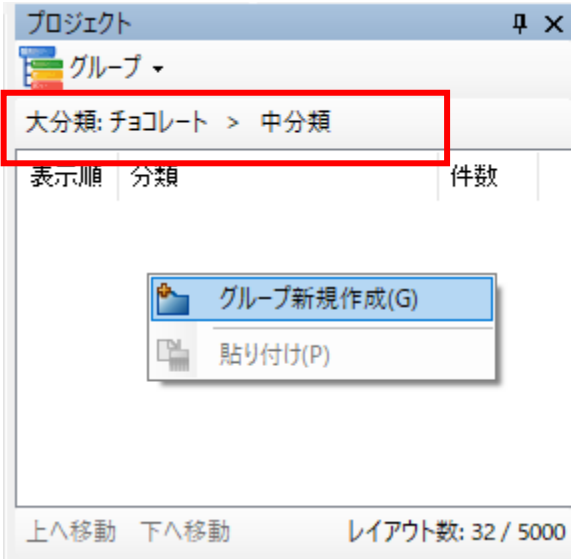 プロジェクト
グループ
大分類: チョコレート > 中分類
表示順 分類 件数
グループ新規作成(G)
貼り付け(P)
上へ移動 下へ移動 レイアウト数: 32 / 5000